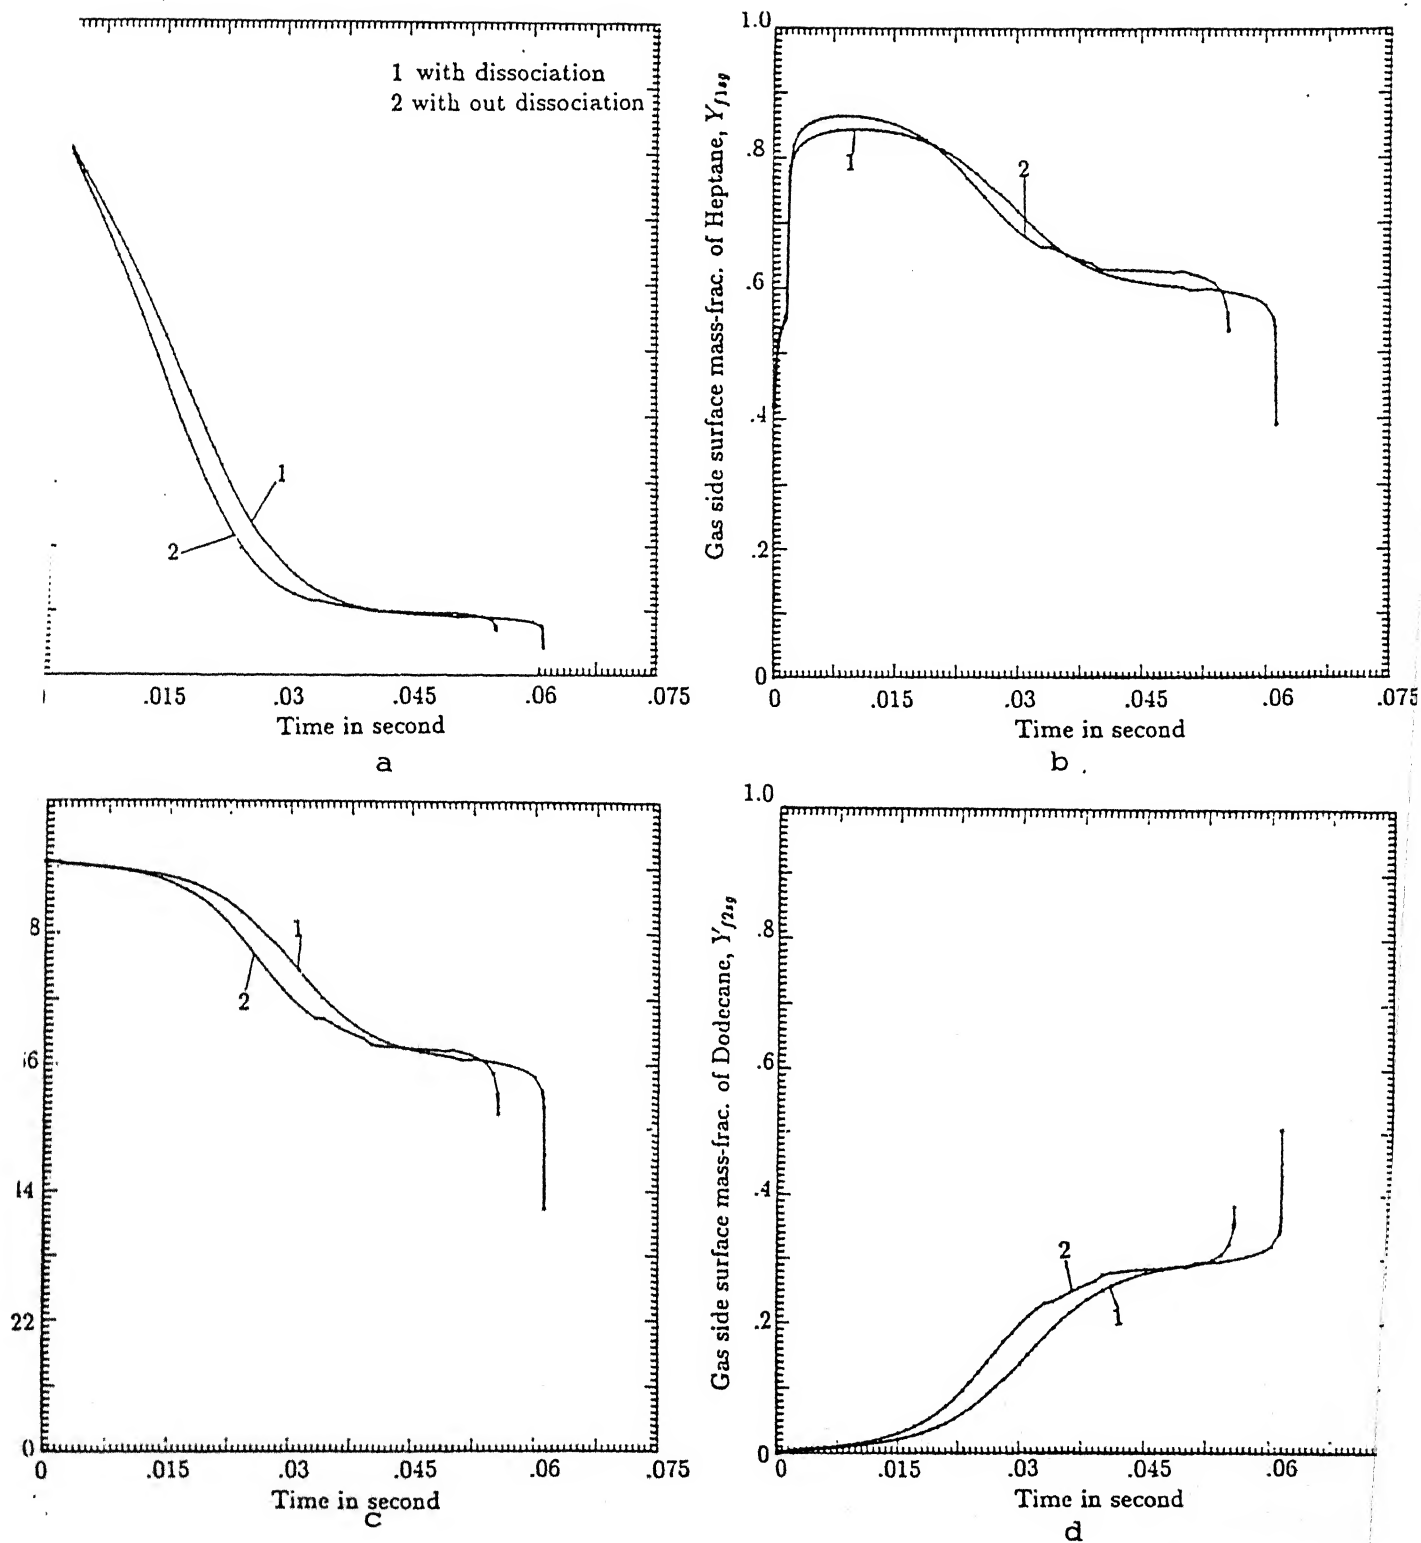 1 with dissociation
2 with out dissociation
1
2
.015 .03 .045 .06 .075
Time in second
a
Gas side surface mass-frac. of Heptane, Y_f1sg
1.0
.8
.6
.4
.2
0
1
2
0 .015 .03 .045 .06 .075
Time in second
b
8
6
14
22
0
1
2
0 .015 .03 .045 .06 .075
Time in second
c
Gas side surface mass-frac. of Dodecane, Y_f2sg
1.0
.8
.6
.4
.2
0
2
1
0 .015 .03 .045 .06
Time in second
d